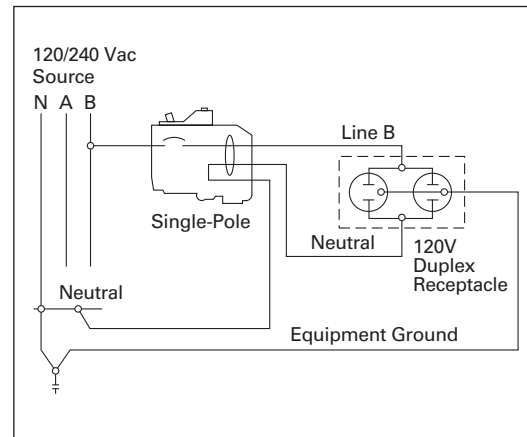 120/240 Vac
Source
N A B
Line B
Single-Pole
Neutral
120V
Duplex
Receptacle
Neutral
Equipment Ground